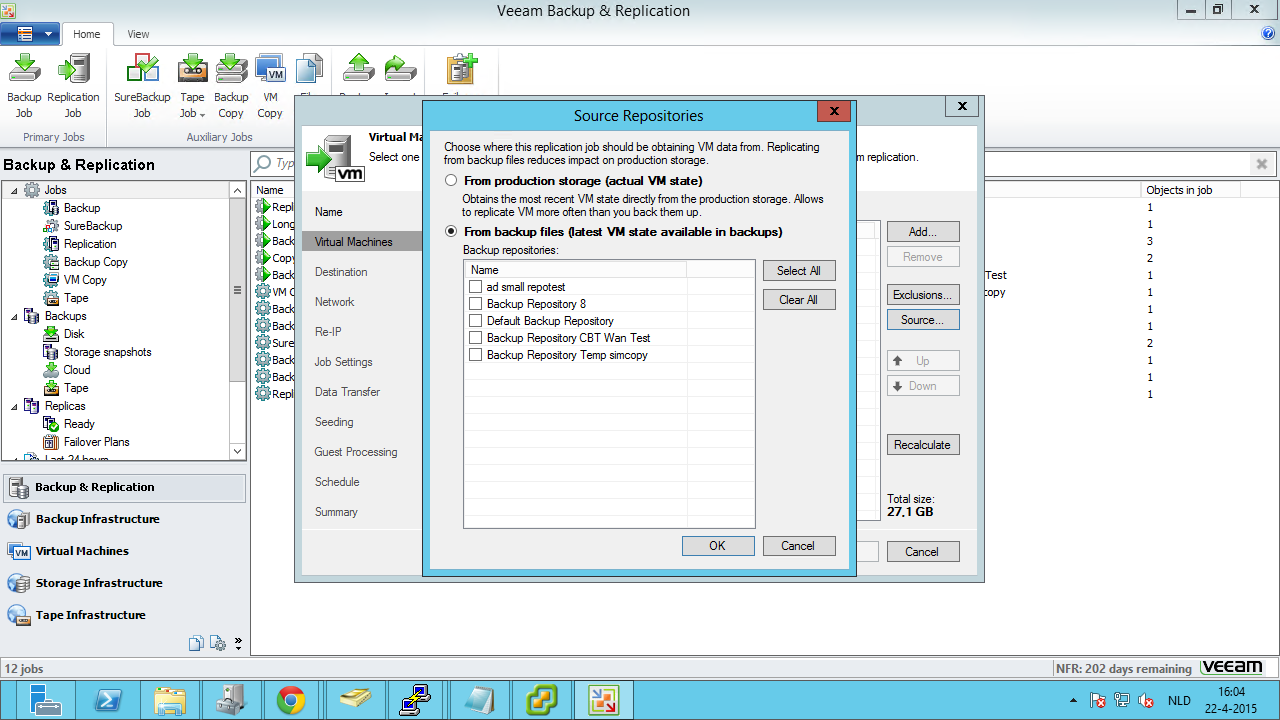 Veeam Backup & Replication
Home
View
Backup Job
Replication Job
SureBackup Job
Tape Job
Backup Copy
VM Copy
Primary Jobs
Auxiliary Jobs
Backup & Replication
Jobs
Backup
SureBackup
Replication
Backup Copy
VM Copy
Tape
Backups
Disk
Storage snapshots
Cloud
Tape
Replicas
Ready
Failover Plans
Last 24 hours
Backup & Replication
Backup Infrastructure
Virtual Machines
Storage Infrastructure
Tape Infrastructure
12 jobs
Name
Objects in job
Repl 1
Long 1
Back 3
Copy 2
Back Test 1
VM C copy 1
Back 1
Back 1
Sure 2
Back 1
Back 1
Repl 1
Virtual Ma
Select one
m replication.
vm
Name
Virtual Machines
Destination
Network
Re-IP
Job Settings
Data Transfer
Seeding
Guest Processing
Schedule
Summary
Add...
Remove
Exclusions...
Source...
Up
Down
Recalculate
Total size:
27,1 GB
Cancel
Source Repositories
Choose where this replication job should be obtaining VM data from. Replicating
from backup files reduces impact on production storage.
From production storage (actual VM state)
Obtains the most recent VM state directly from the production storage. Allows
to replicate VM more often than you back them up.
From backup files (latest VM state available in backups)
Backup repositories:
Name
ad small repotest
Backup Repository 8
Default Backup Repository
Backup Repository CBT Wan Test
Backup Repository Temp simcopy
Select All
Clear All
OK
Cancel
NFR: 202 days remaining
veeam
NLD
16:04
22-4-2015